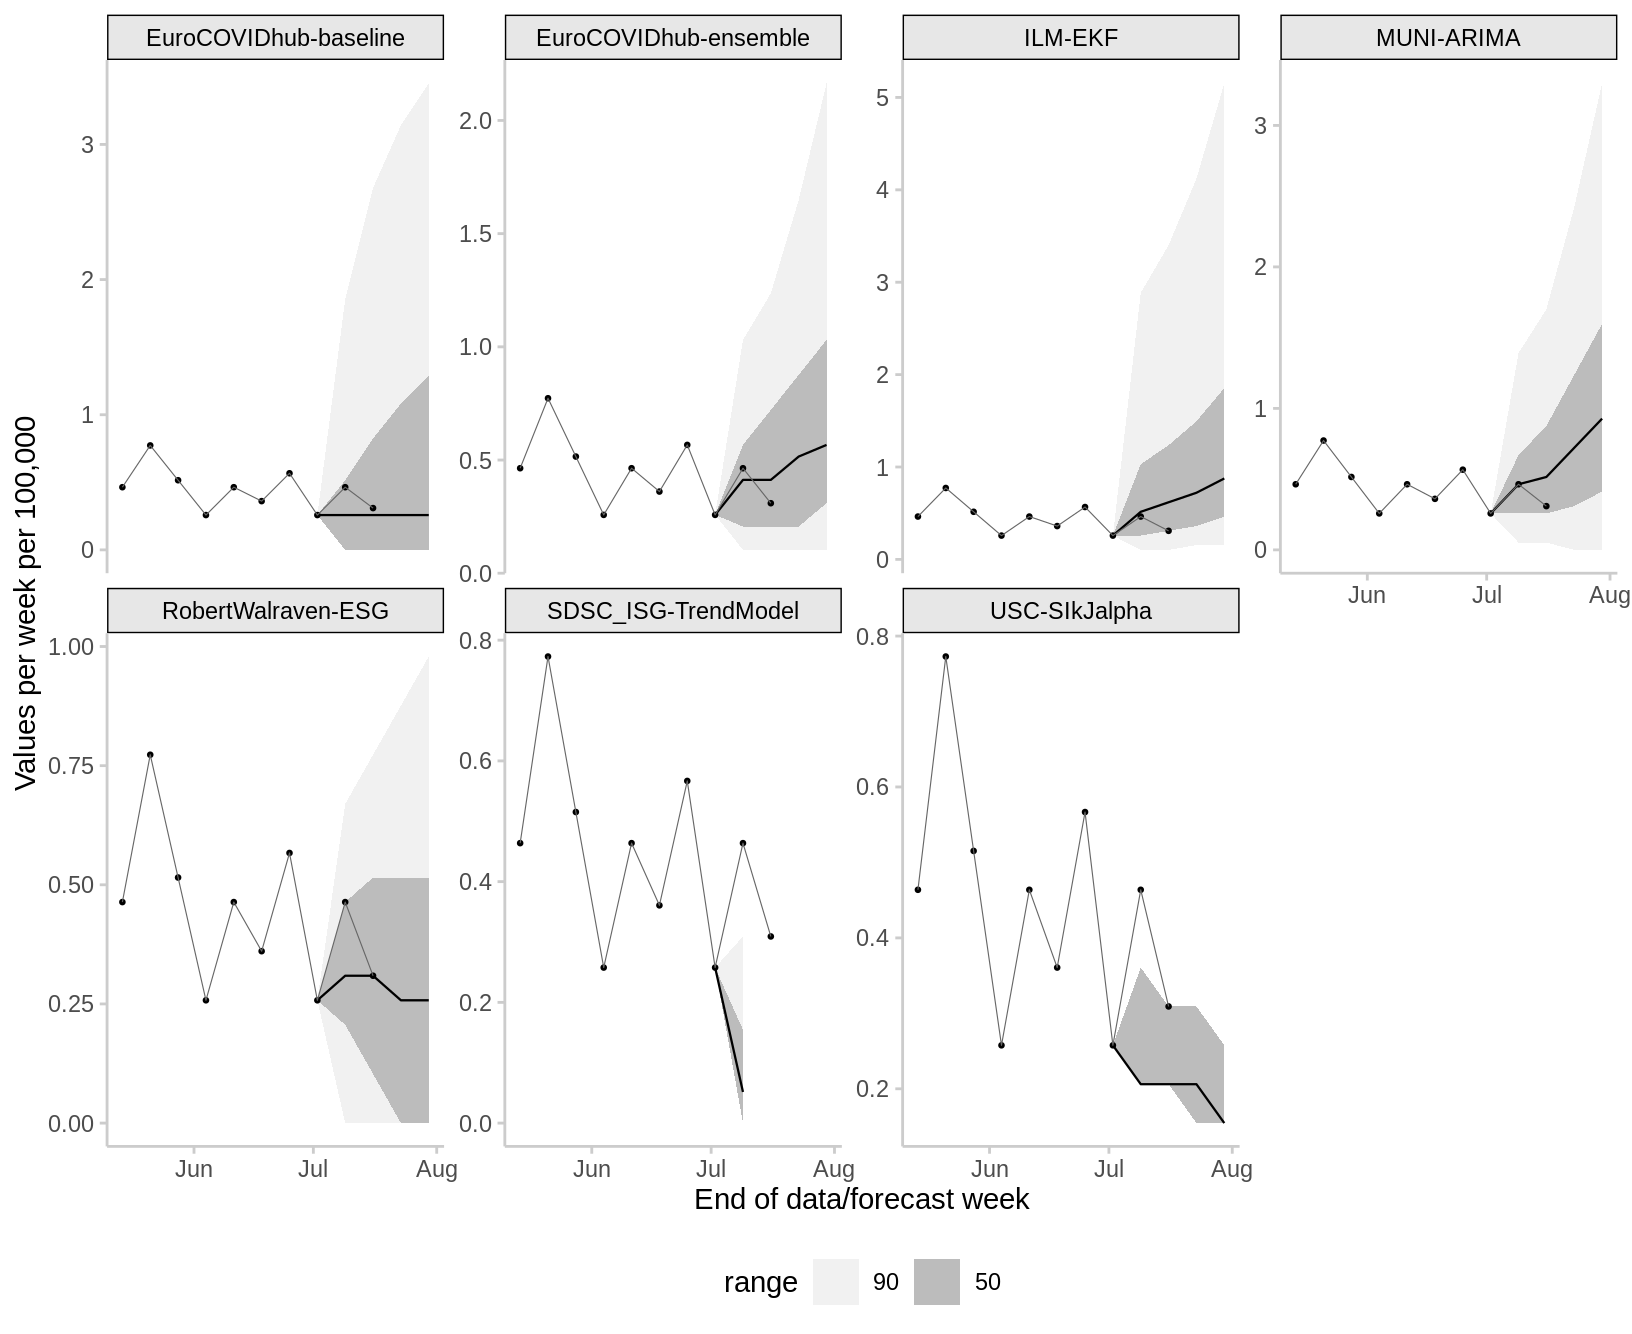 EuroCOVIDhub-baseline
EuroCOVIDhub-ensemble
ILM-EKF
MUNI-ARIMA
3
2
1
0
2.0
1.5
1.0
0.5
0.0
5
4
3
2
1
0
3
2
1
0
Jun
Jul
Aug
Values per week per 100,000
RobertWalraven-ESG
SDSC_ISG-TrendModel
USC-SIkJalpha
1.00
0.75
0.50
0.25
0.00
0.8
0.6
0.4
0.2
0.0
0.8
0.6
0.4
0.2
Jun
Jul
Aug
Jun
Jul
Aug
Jun
Jul
Aug
End of data/forecast week
range
90
50